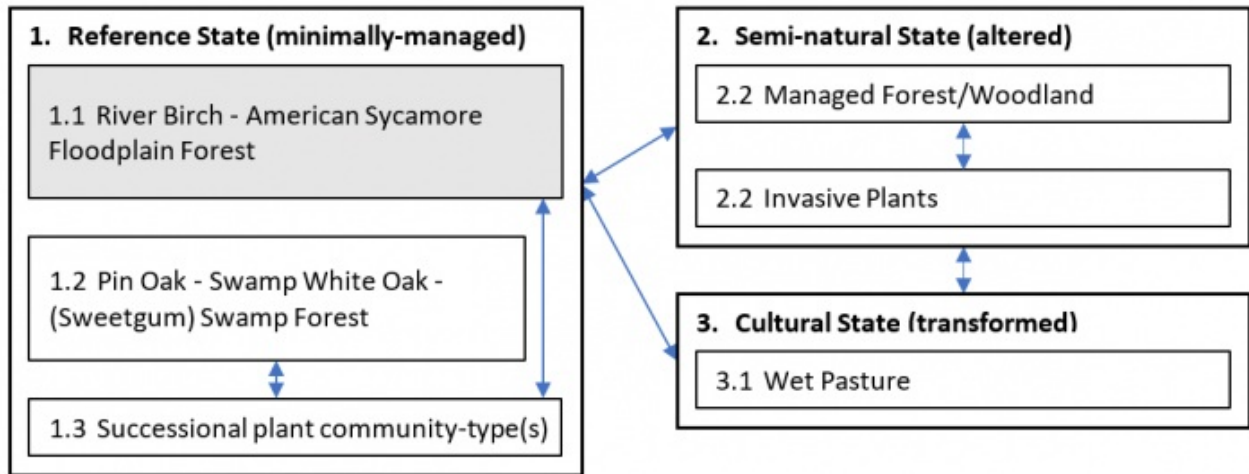 1. Reference State (minimally-managed)
1.1 River Birch - American Sycamore
Floodplain Forest
1.2 Pin Oak - Swamp White Oak -
(Sweetgum) Swamp Forest
1.3 Successional plant community-type(s)
2. Semi-natural State (altered)
2.2 Managed Forest/Woodland
2.2 Invasive Plants
3. Cultural State (transformed)
3.1 Wet Pasture